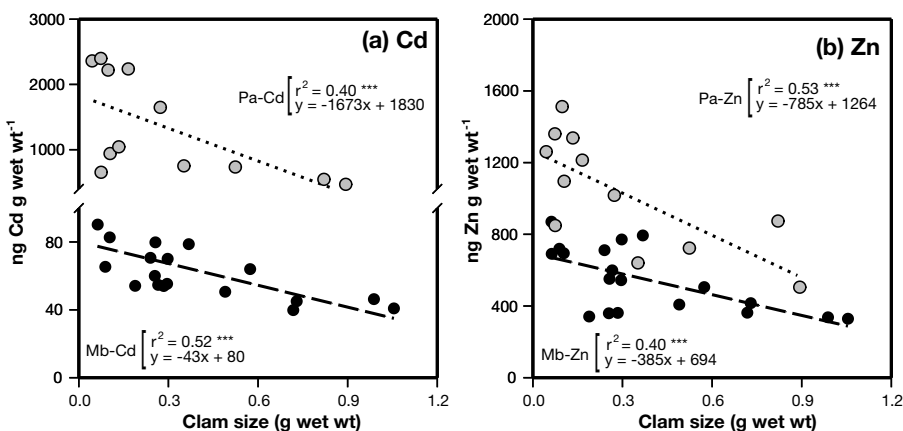 (a) Cd
ng Cd g wet wt⁻¹
3000
2000
1000
80
40
0
Pa-Cd
r² = 0.40 ***
y = -1673x + 1830
Mb-Cd
r² = 0.52 ***
y = -43x + 80
0.0 0.3 0.6 0.9 1.2
Clam size (g wet wt)
(b) Zn
ng Zn g wet wt⁻¹
2000
1600
1200
800
400
0
Pa-Zn
r² = 0.53 ***
y = -785x + 1264
Mb-Zn
r² = 0.40 ***
y = -385x + 694
0.0 0.3 0.6 0.9 1.2
Clam size (g wet wt)